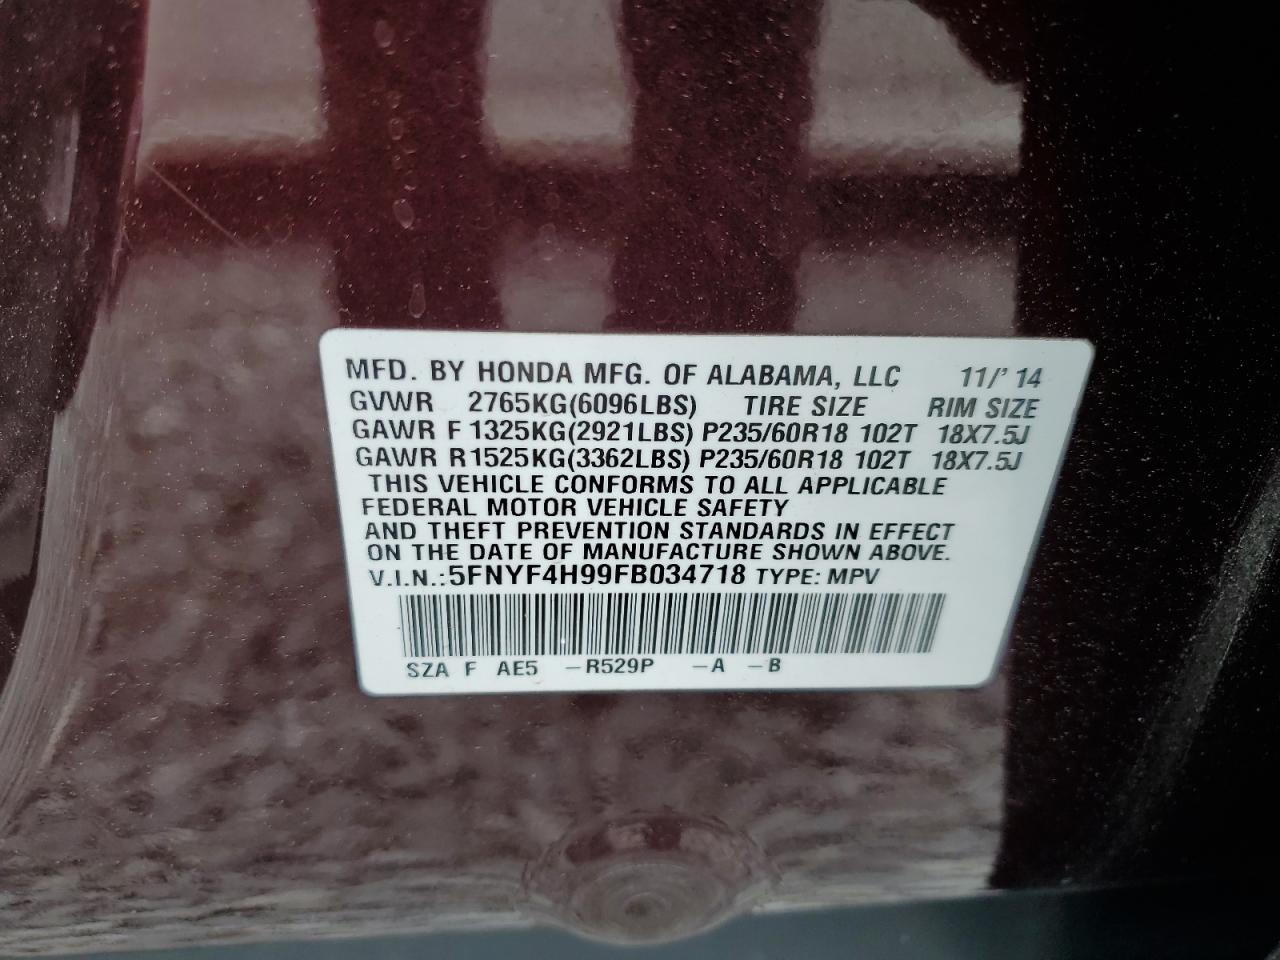 MFD. BY HONDA MFG. OF ALABAMA, LLC 11/' 14
GVWR 2765KG(6096LBS) TIRE SIZE RIM SIZE
GAWR F 1325KG(2921LBS) P235/60R18 102T 18X7.5J
GAWR R1525KG(3362LBS) P235/60R18 102T 18X7.5J
THIS VEHICLE CONFORMS TO ALL APPLICABLE
FEDERAL MOTOR VEHICLE SAFETY
AND THEFT PREVENTION STANDARDS IN EFFECT
ON THE DATE OF MANUFACTURE SHOWN ABOVE.
V.I.N.:5FNYF4H99FB034718 TYPE: MPV
SZA F AE5 -R529P -A -B